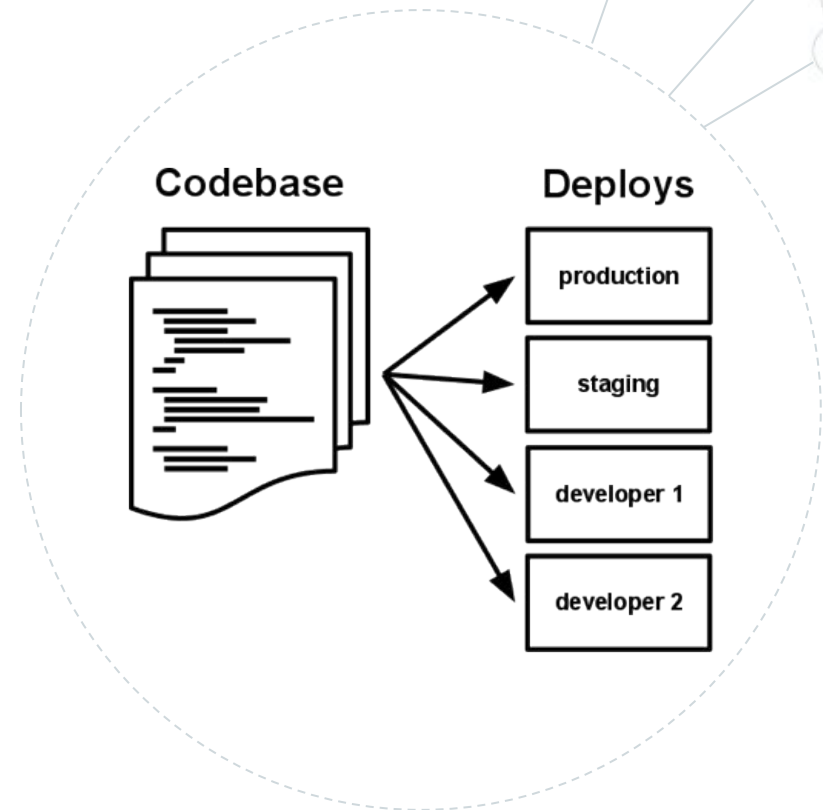 Codebase
Deploys
production
staging
developer 1
developer 2